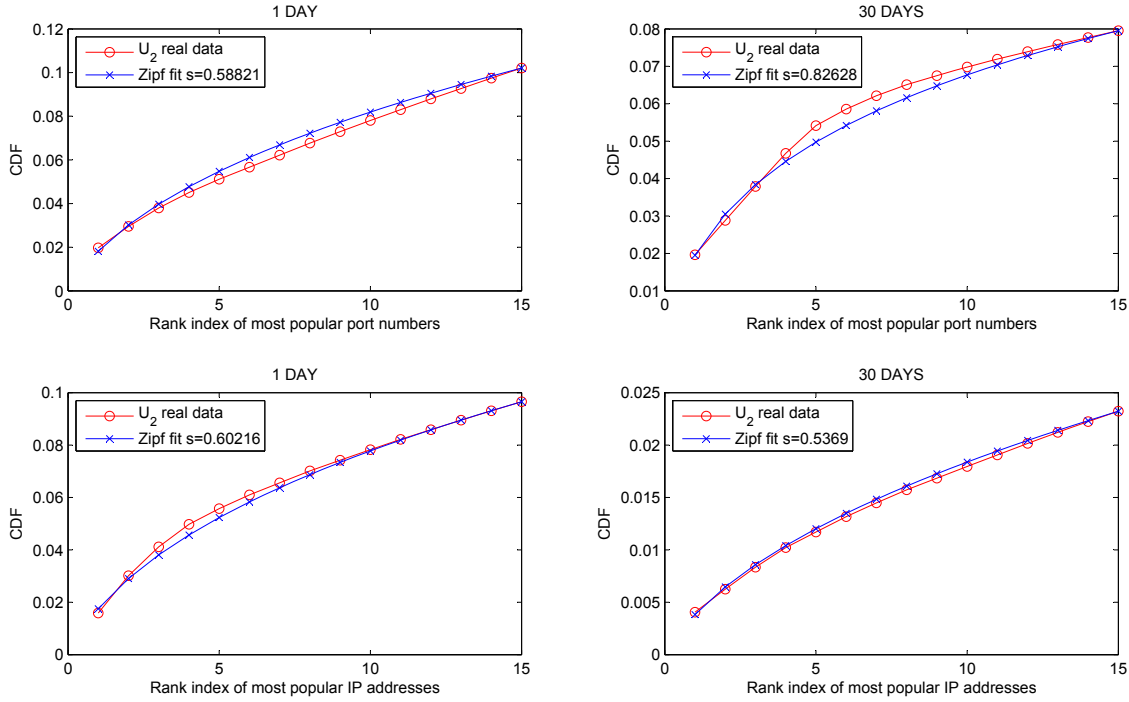 1 DAY
0.12
0.1
0.08
0.06
0.04
0.02
0
CDF
U2 real data
Zipf fit s=0.58821
0 5 10 15
Rank index of most popular port numbers
30 DAYS
0.08
0.07
0.06
0.05
0.04
0.03
0.02
0.01
CDF
U2 real data
Zipf fit s=0.82628
0 5 10 15
Rank index of most popular port numbers
1 DAY
0.1
0.08
0.06
0.04
0.02
0
CDF
U2 real data
Zipf fit s=0.60216
0 5 10 15
Rank index of most popular IP addresses
30 DAYS
0.025
0.02
0.015
0.01
0.005
0
CDF
U2 real data
Zipf fit s=0.5369
0 5 10 15
Rank index of most popular IP addresses